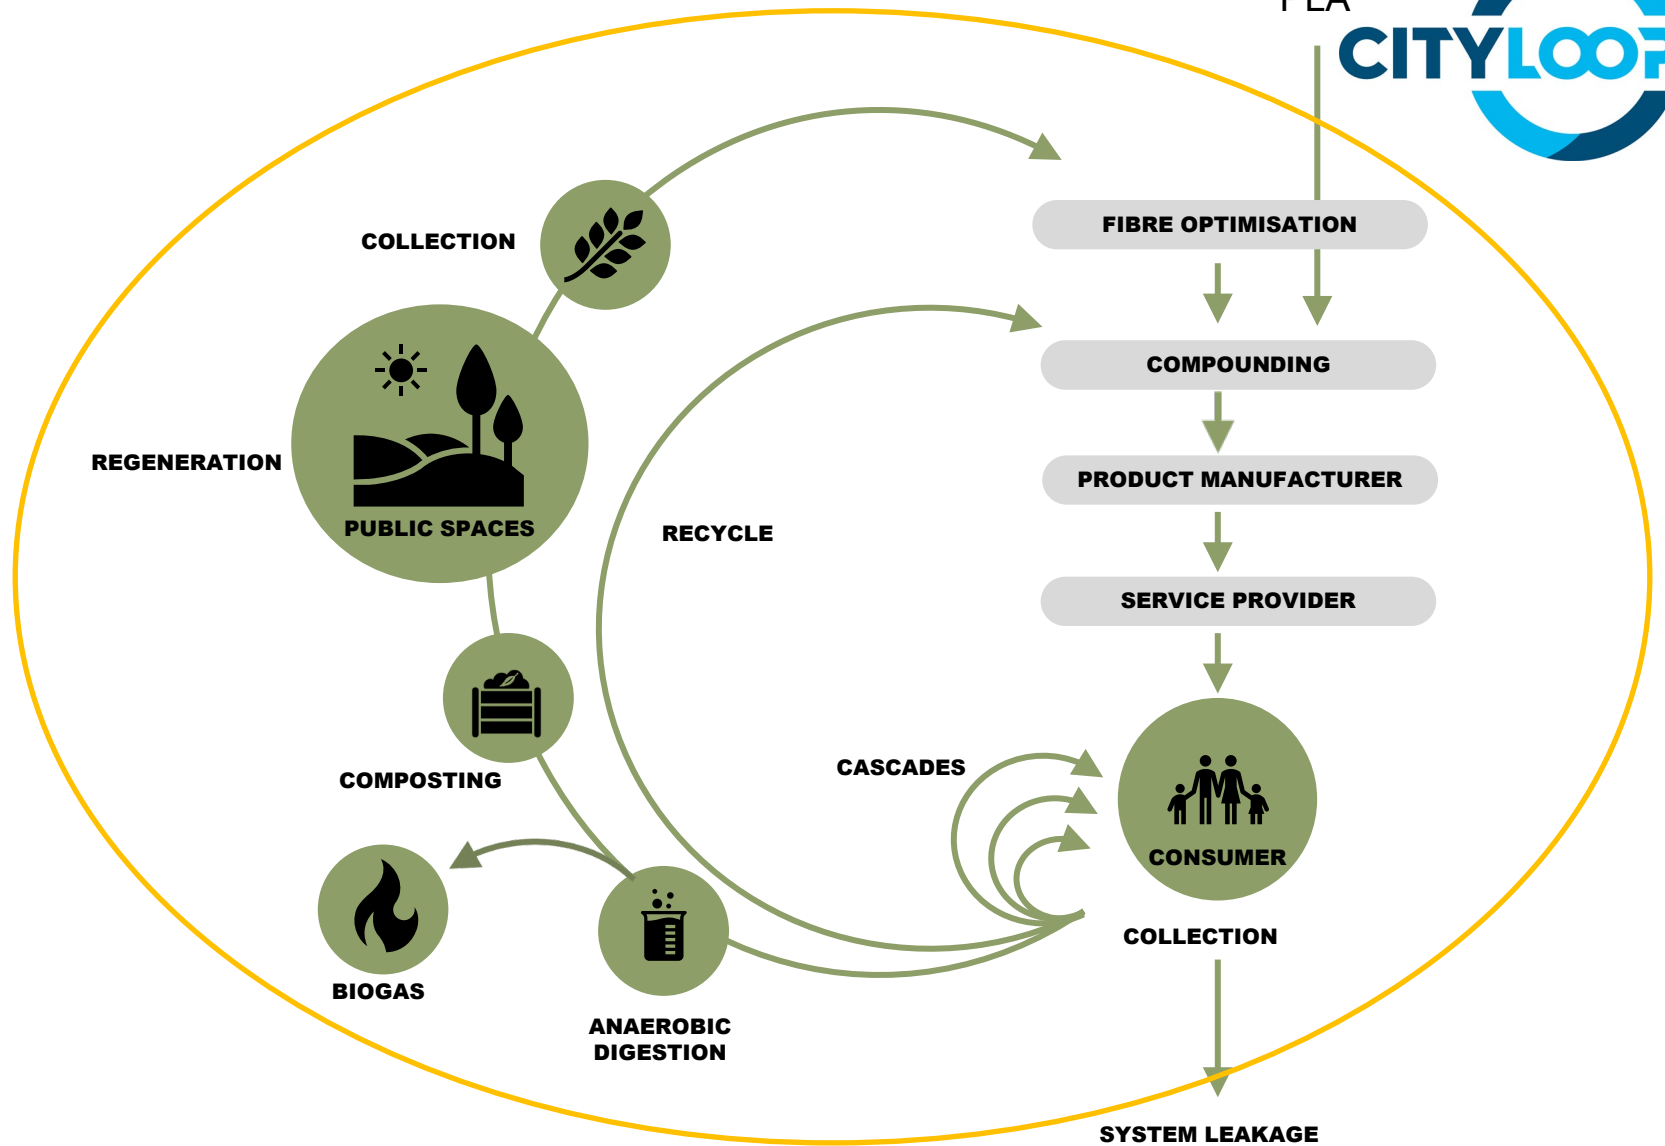 PLA
CITYLOOP
COLLECTION
FIBRE OPTIMISATION
COMPOUNDING
REGENERATION
PUBLIC SPACES
PRODUCT MANUFACTURER
RECYCLE
SERVICE PROVIDER
COMPOSTING
CASCADES
CONSUMER
COLLECTION
BIOGAS
ANAEROBIC
DIGESTION
SYSTEM LEAKAGE